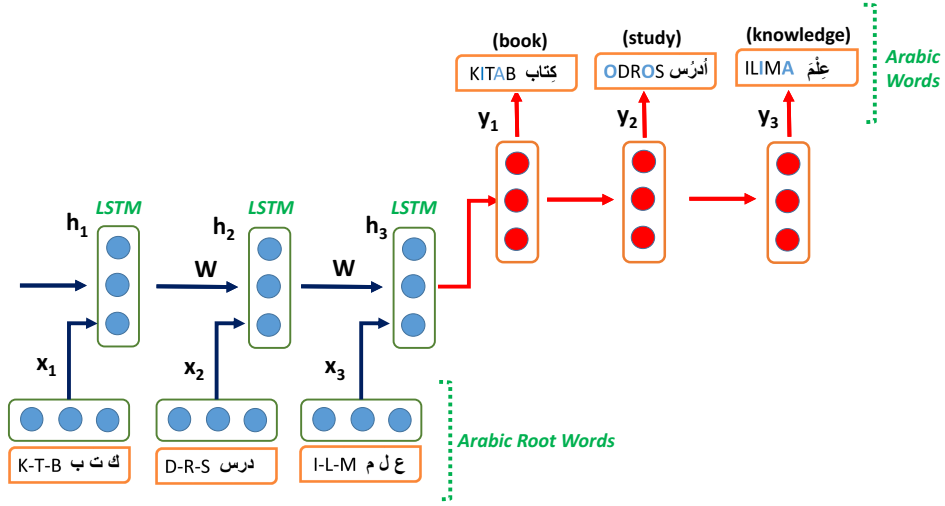 (book) (study) (knowledge)
KITAB كِتاب ODROS اُدرُس ILIMA عِلْمَ
Arabic
Words
y1 y2 y3
LSTM LSTM LSTM
h1 h2 h3
W W
x1 x2 x3
K-T-B ك ت ب D-R-S درس I-L-M ع ل م
Arabic Root Words